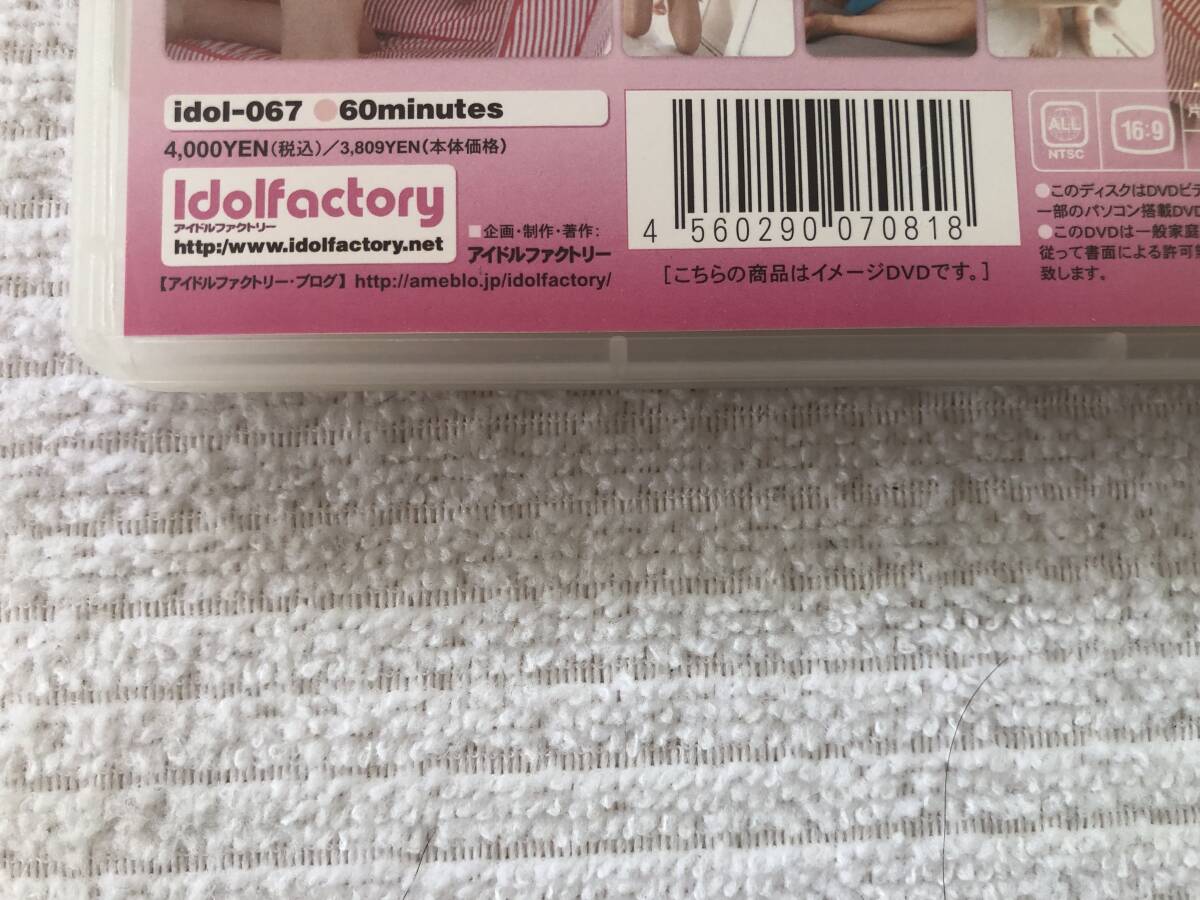 idol-067 ●60minutes
4,000YEN(税込)／3,809YEN(本体価格)
Idolfactory
アイドルファクトリー
http:/www.idolfactory.net
■企画・制作・著作:
アイドルファクトリー
【アイドルファクトリー・ブログ】 http://ameblo.jp/idolfactory/
4 560290 070818
［こちらの商品はイメージDVDです。］
ALL
NTSC
16:9
●このディスクはDVDビデ
一部のパソコン搭載DVD
●このDVDは一般家庭
従って書面による許可
致します。